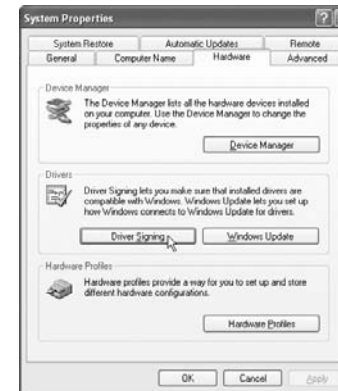 System Properties
System Restore Automatic Updates Remote
General Computer Name Hardware Advanced
Device Manager
The Device Manager lists all the hardware devices installed
on your computer. Use the Device Manager to change the
properties of any device.
Device Manager
Drivers
Driver Signing lets you make sure that installed drivers are
compatible with Windows. Windows Update lets you set up
how Windows connects to Windows Update for drivers.
Driver Signing Windows Update
Hardware Profiles
Hardware profiles provide a way for you to set up and store
different hardware configurations.
Hardware Profiles
OK Cancel Apply